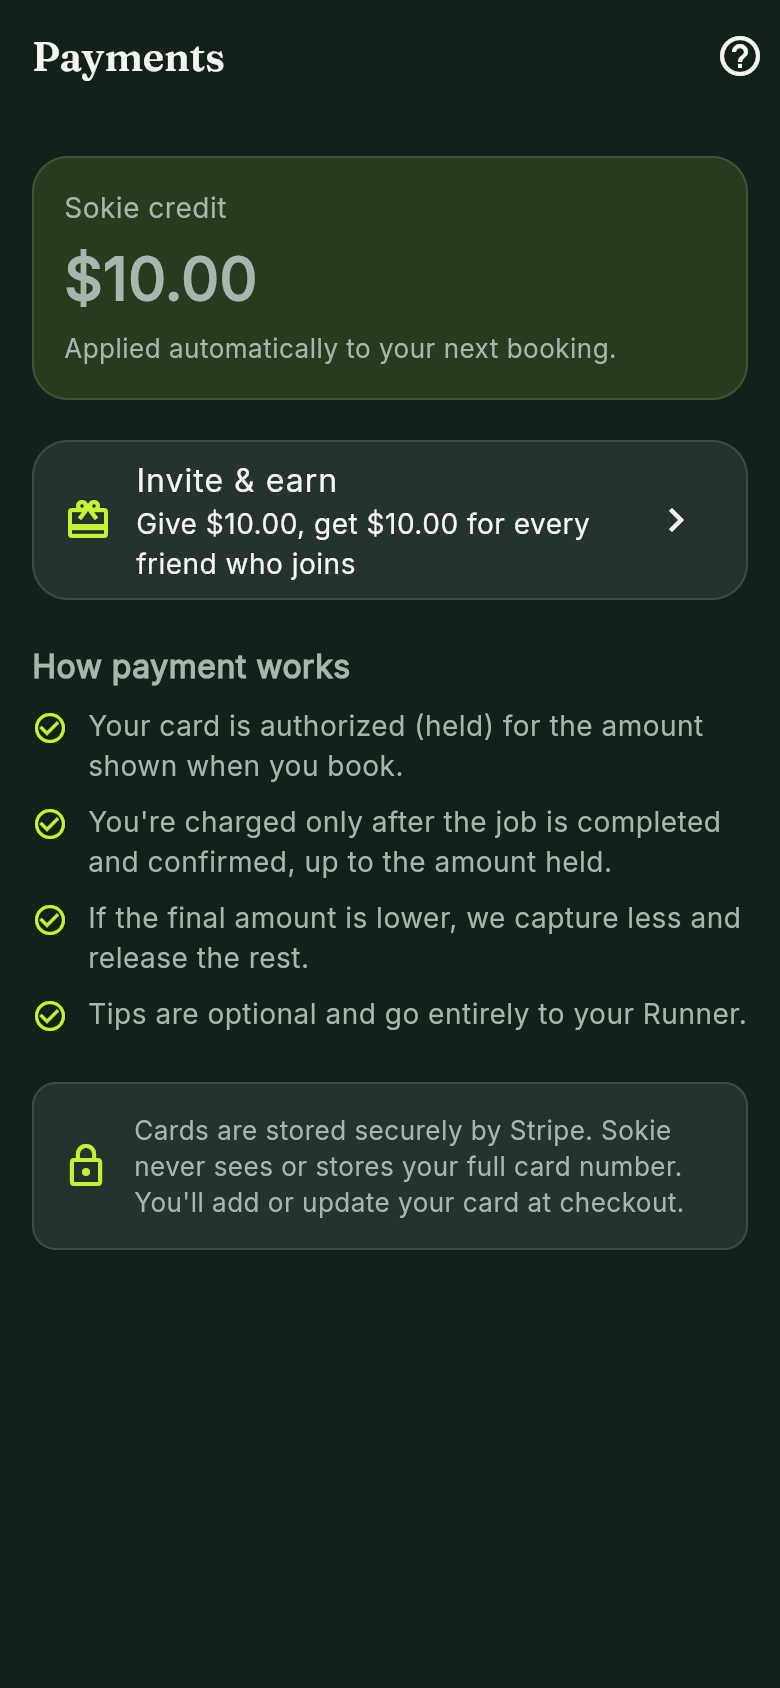 Payments
Sokie credit
$10.00
Applied automatically to your next booking.
Invite & earn
Give $10.00, get $10.00 for every
friend who joins
How payment works
Your card is authorized (held) for the amount
shown when you book.
You're charged only after the job is completed
and confirmed, up to the amount held.
If the final amount is lower, we capture less and
release the rest.
Tips are optional and go entirely to your Runner.
Cards are stored securely by Stripe. Sokie
never sees or stores your full card number.
You'll add or update your card at checkout.